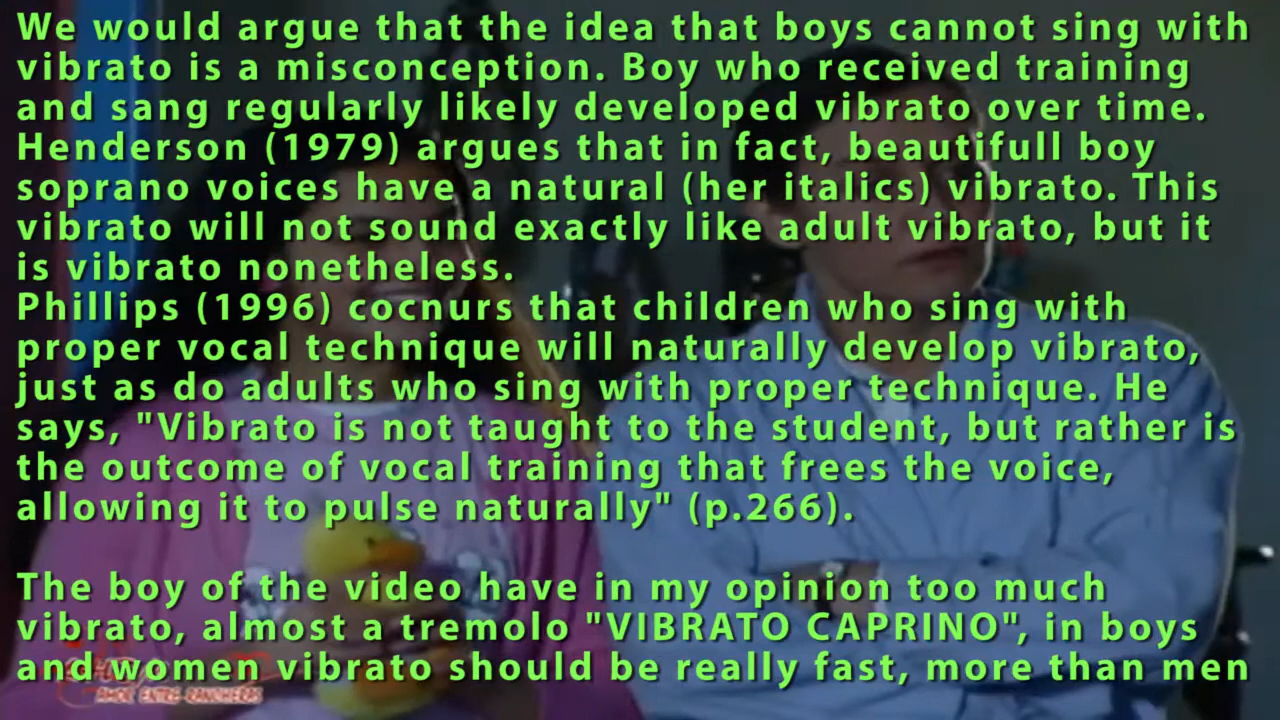 We would argue that the idea that boys cannot sing with
vibrato is a misconception. Boy who received training
and sang regularly likely developed vibrato over time.
Henderson (1979) argues that in fact, beautifull boy
soprano voices have a natural (her italics) vibrato. This
vibrato will not sound exactly like adult vibrato, but it
is vibrato nonetheless.
Phillips (1996) cocnurs that children who sing with
proper vocal technique will naturally develop vibrato,
just as do adults who sing with proper technique. He
says, "Vibrato is not taught to the student, but rather is
the outcome of vocal training that frees the voice,
allowing it to pulse naturally" (p.266).
The boy of the video have in my opinion too much
vibrato, almost a tremolo "VIBRATO CAPRINO", in boys
and women vibrato should be really fast, more than men
AMOR ENTRE RANCHEROS